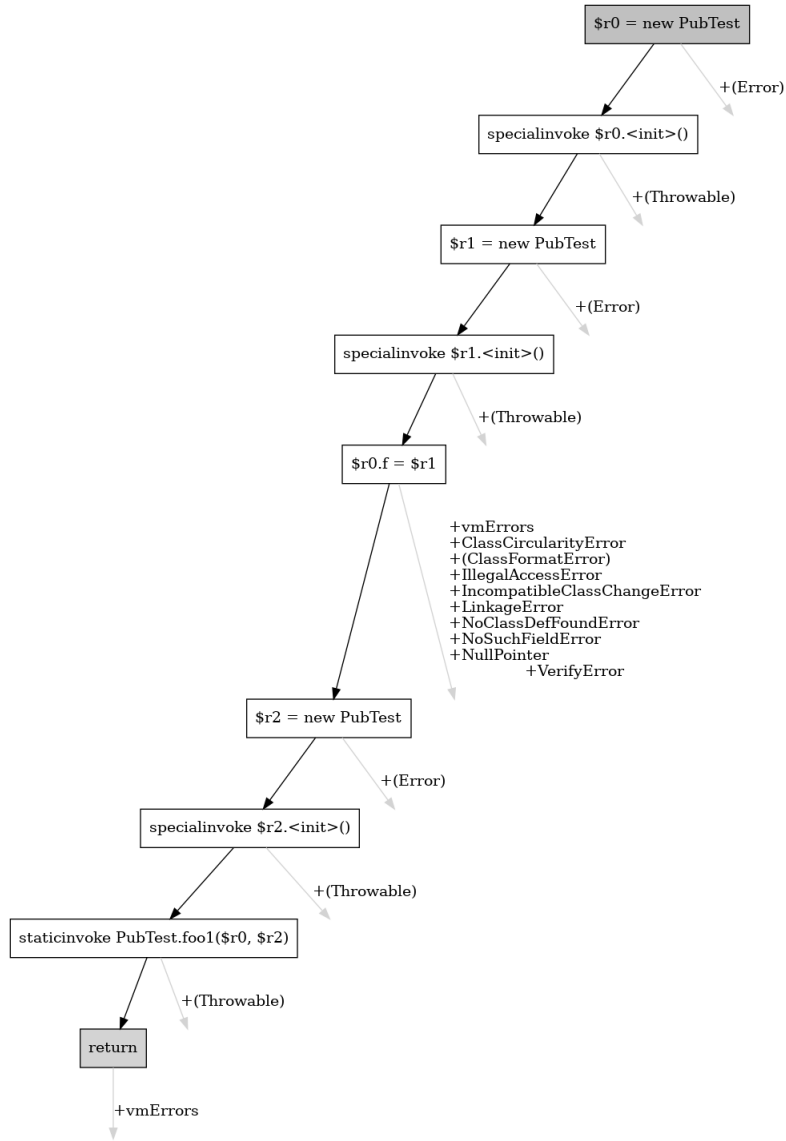 $r0 = new PubTest
+(Error)
specialinvoke $r0.<init>()
+(Throwable)
$r1 = new PubTest
+(Error)
specialinvoke $r1.<init>()
+(Throwable)
$r0.f = $r1
+vmErrors
+ClassCircularityError
+(ClassFormatError)
+IllegalAccessError
+IncompatibleClassChangeError
+LinkageError
+NoClassDefFoundError
+NoSuchFieldError
+NullPointer
+VerifyError
$r2 = new PubTest
+(Error)
specialinvoke $r2.<init>()
+(Throwable)
staticinvoke PubTest.foo1($r0, $r2)
+(Throwable)
return
+vmErrors